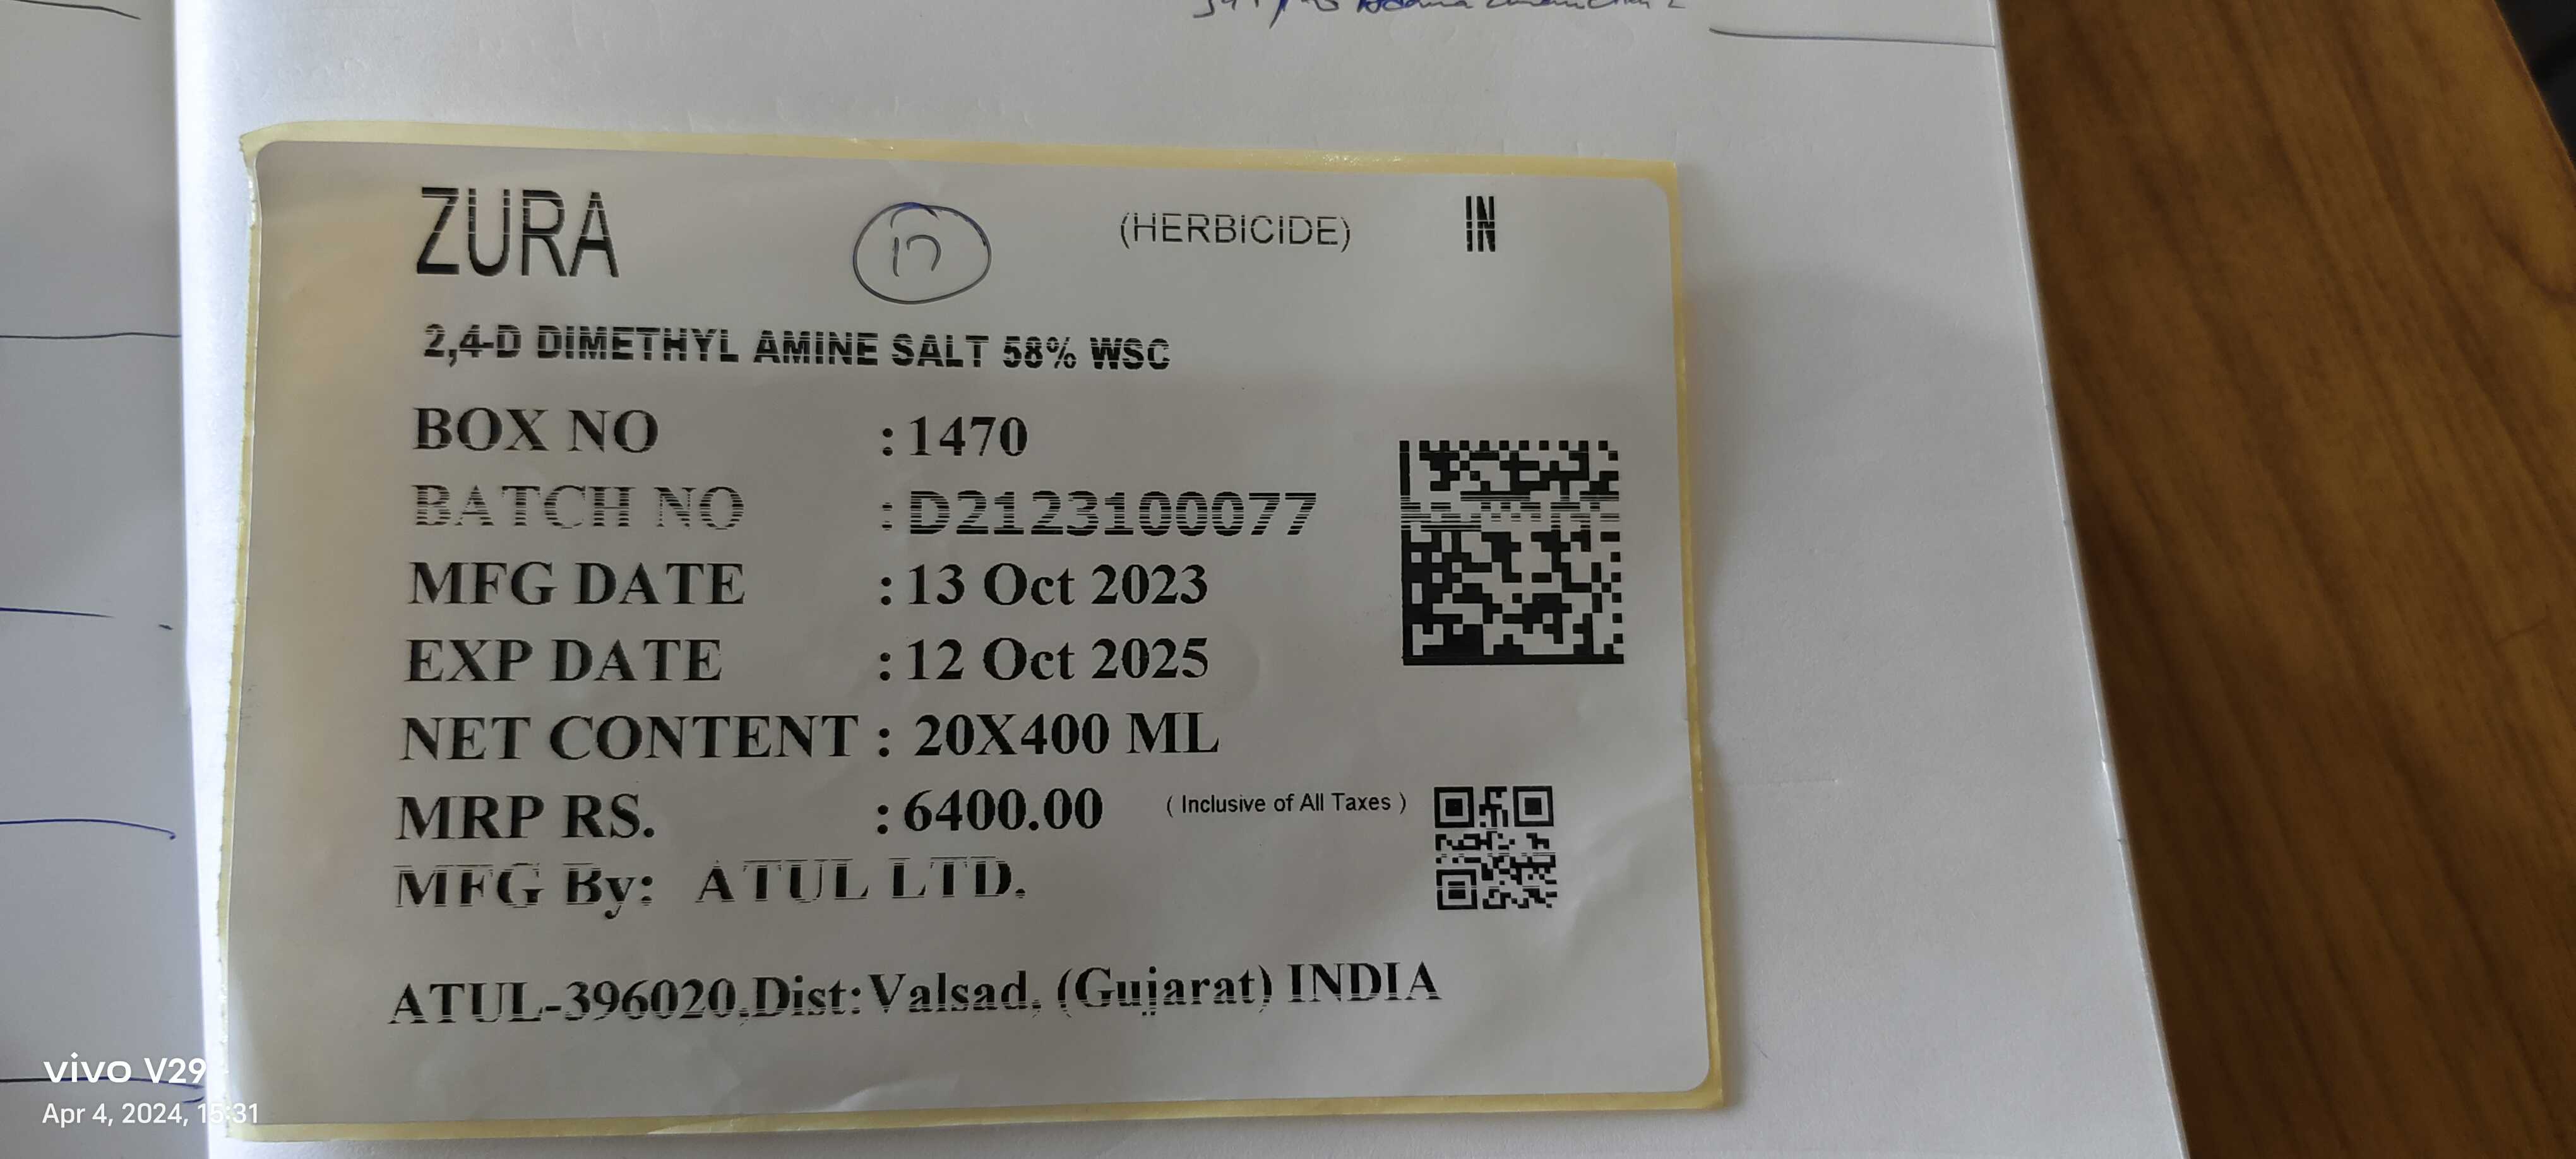 ZURA
17
(HERBICIDE)
IN
2,4-D DIMETHYL AMINE SALT 58% WSC
BOX NO : 1470
BATCH NO : D2123100077
MFG DATE : 13 Oct 2023
EXP DATE : 12 Oct 2025
NET CONTENT : 20X400 ML
MRP RS. : 6400.00 ( Inclusive of All Taxes )
MFG By: ATUL LTD.
ATUL-396020,Dist: Valsad, (Gujarat) INDIA
vivo V29
Apr 4, 2024, 15:31